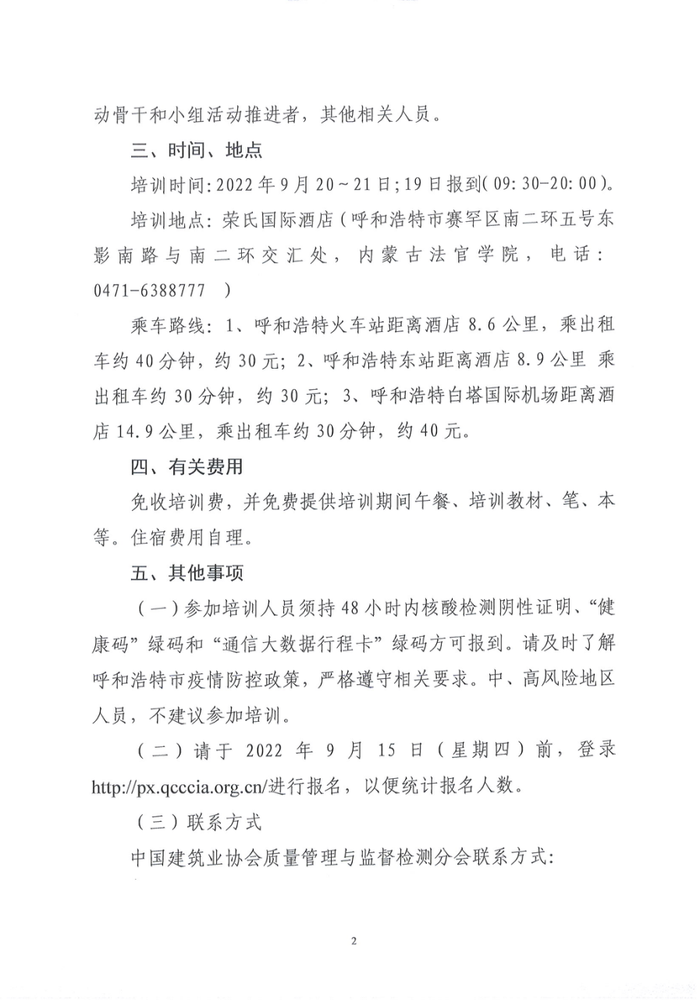 动骨干和小组活动推进者，其他相关人员。
三、时间、地点
培训时间：2022年9月20～21日；19日报到（09：30-20：00）。
培训地点：荣氏国际酒店（呼和浩特市赛罕区南二环五号东
影南路与南二环交汇处，内蒙古法官学院，电话：
0471-6388777 ）
乘车路线：1、呼和浩特火车站距离酒店8.6公里，乘出租
车约40分钟，约30元；2、呼和浩特东站距离酒店8.9公里 乘
出租车约30分钟，约30元；3、呼和浩特白塔国际机场距离酒
店14.9公里，乘出租车约30分钟，约40元。
四、有关费用
免收培训费，并免费提供培训期间午餐、培训教材、笔、本
等。住宿费用自理。
五、其他事项
（一）参加培训人员须持48小时内核酸检测阴性证明、“健
康码”绿码和“通信大数据行程卡”绿码方可报到。请及时了解
呼和浩特市疫情防控政策，严格遵守相关要求。中、高风险地区
人员，不建议参加培训。
（二）请于2022年9月15日（星期四）前，登录
http://px.qcccia.org.cn/进行报名，以便统计报名人数。
（三）联系方式
中国建筑业协会质量管理与监督检测分会联系方式：
2